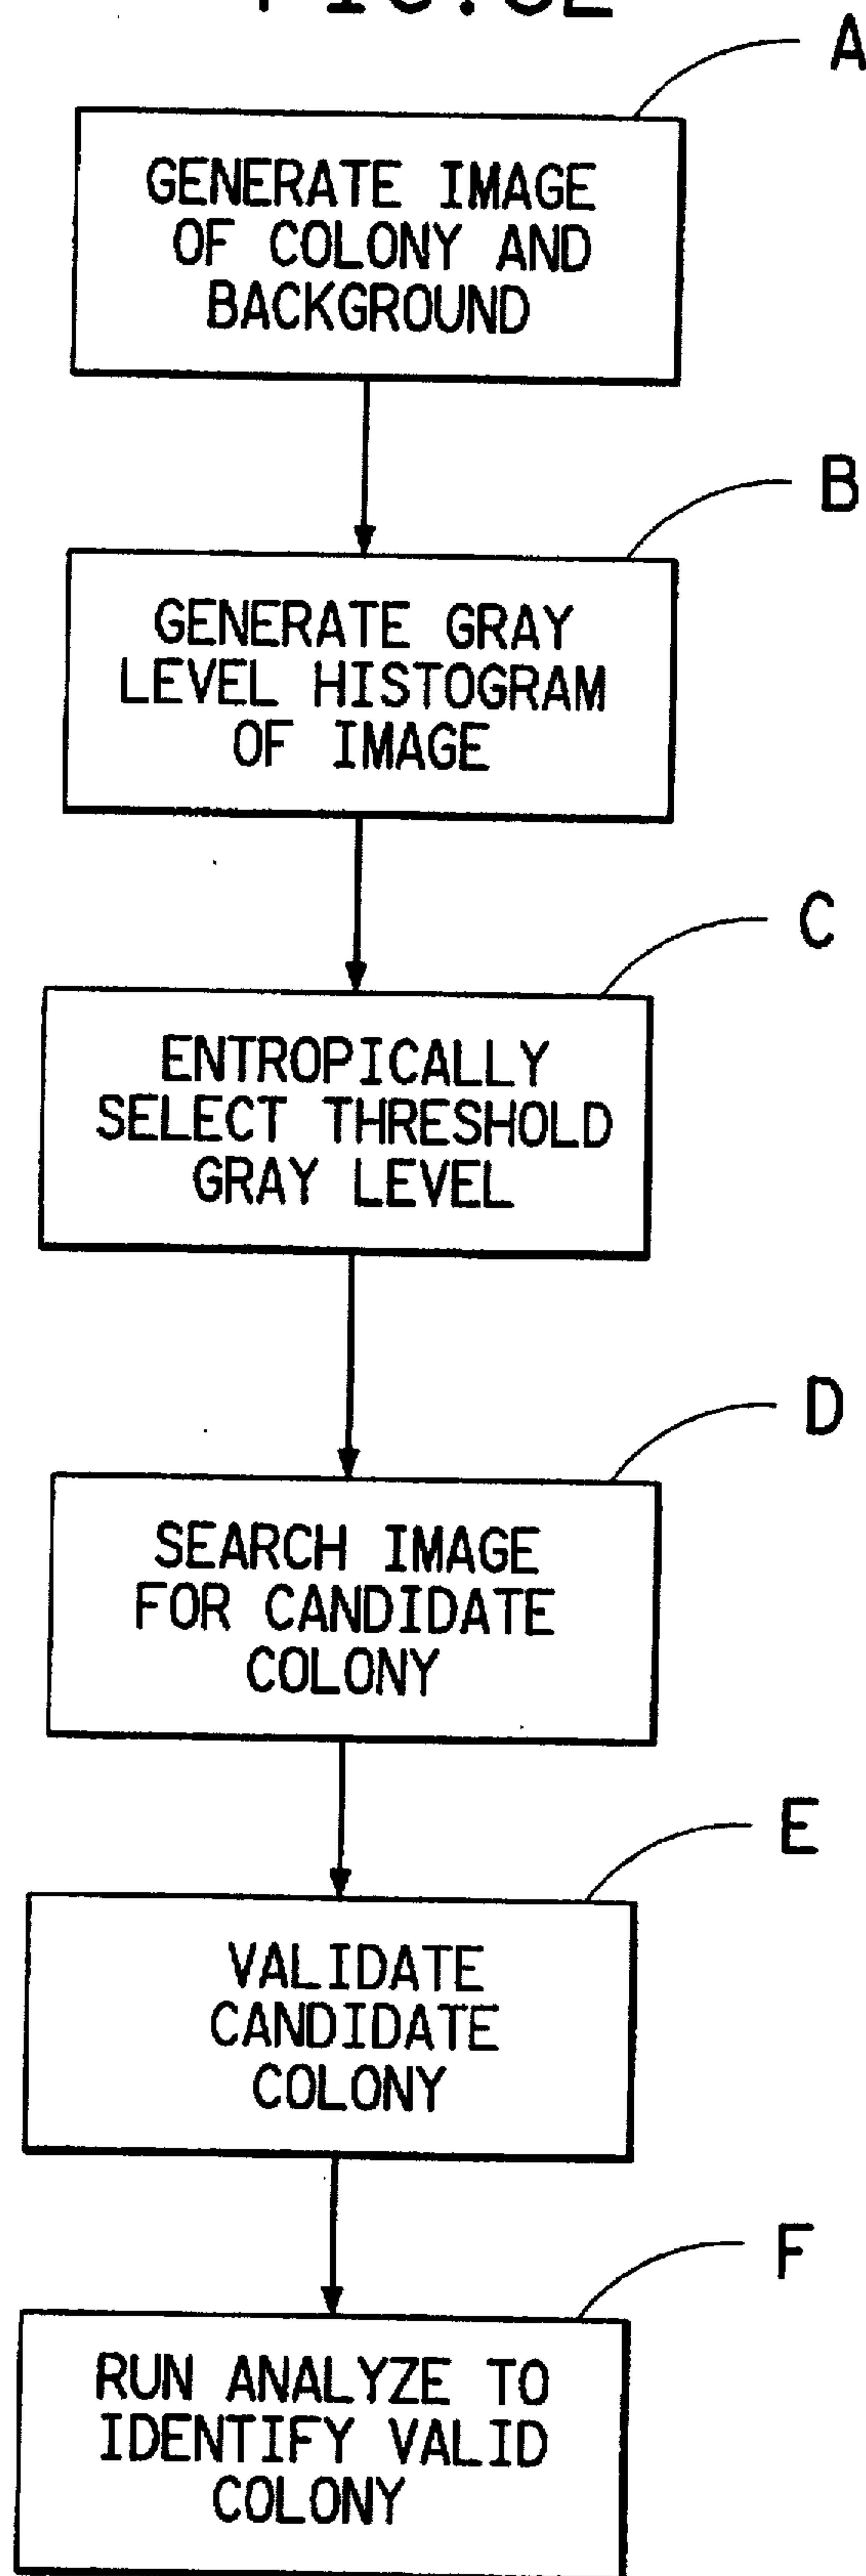 A
GENERATE IMAGE
OF COLONY AND
BACKGROUND
B
GENERATE GRAY
LEVEL HISTOGRAM
OF IMAGE
C
ENTROPICALLY
SELECT THRESHOLD
GRAY LEVEL
D
SEARCH IMAGE
FOR CANDIDATE
COLONY
E
VALIDATE
CANDIDATE
COLONY
F
RUN ANALYZE TO
IDENTIFY VALID
COLONY